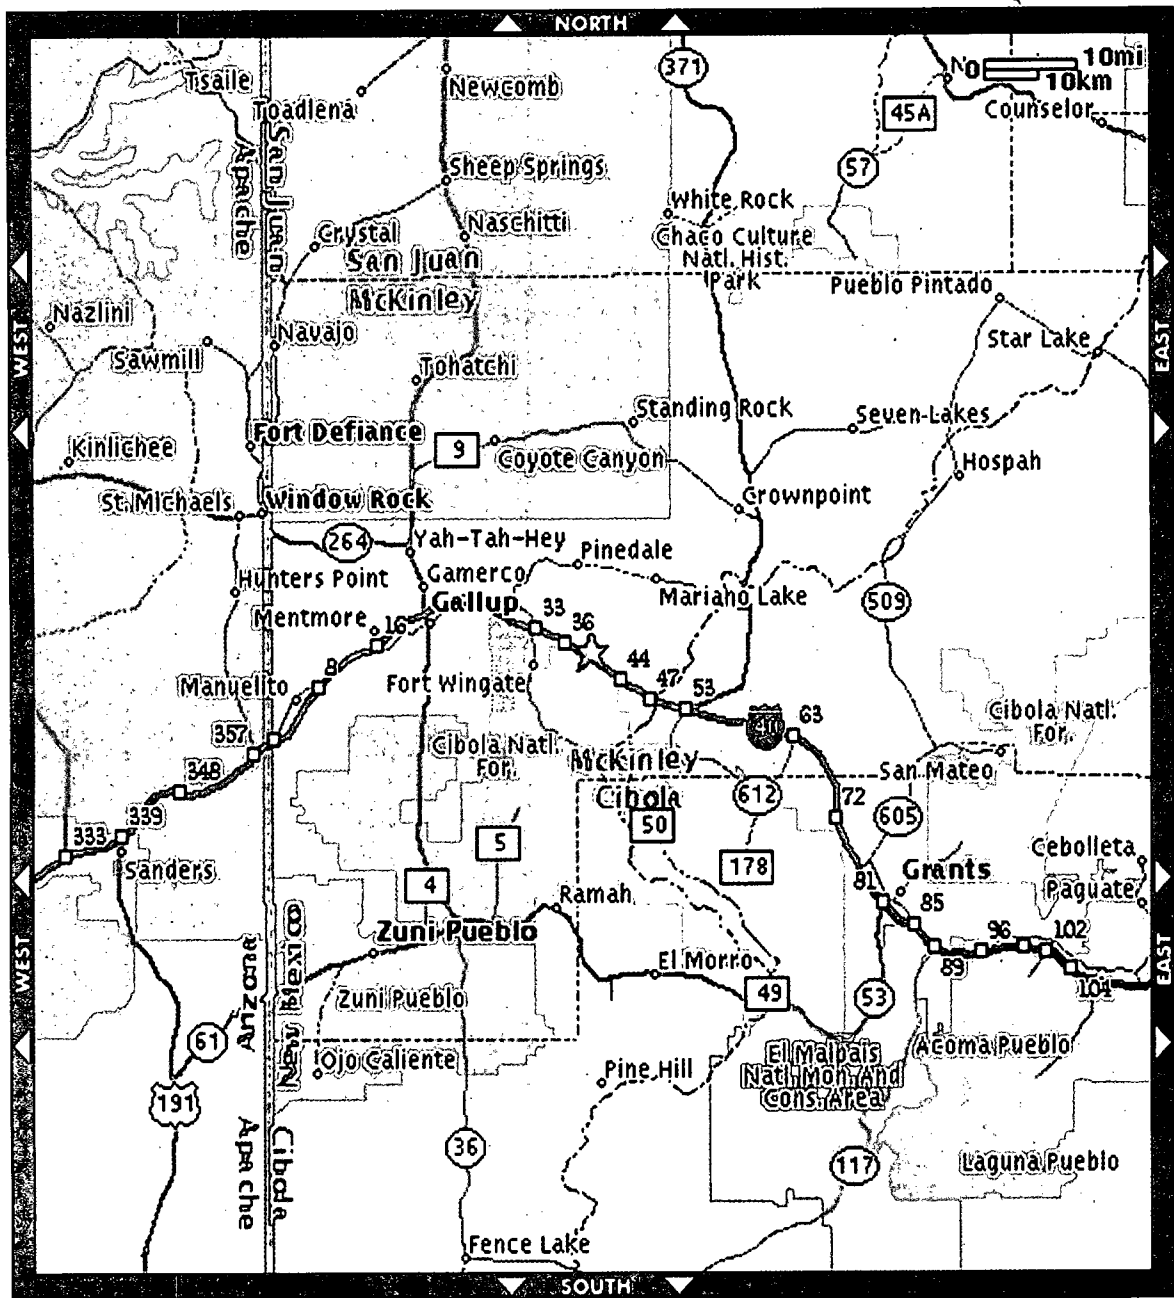 NORTH
Tsaile
Toadlena
Newcomb
371
N
0
10mi
10km
45A
Counselor
San Juan
Apache
Sheep Springs
57
White Rock
Crystal
Naschitti
San Juan
Chaco Culture
Natl. Hist.
Park
McKinley
Pueblo Pintado
Nazlini
Navajo
WEST
Sawmill
Star Lake
EAST
Tohatchi
Standing Rock
Seven Lakes
Fort Defiance
9
Kinlichee
Coyote Canyon
Hospah
St. Michaels
Window Rock
Crownpoint
264
Yah-Tah-Hey
Pinedale
Hunters Point
Gamerco
Mariano Lake
509
Gallup
Mentmore
16
33
36
8
44
47
53
Manuelito
Fort Wingate
63
Cibola Natl.
For.
357
Cibola Natl.
For.
McKinley
348
San Mateo
Cibola
612
72
605
339
333
50
5
178
Cebolleta
Sanders
4
Ramah
81
Grants
Paguate
85
Zuni Pueblo
96
102
WEST
Arizona
New Mexico
El Morro
89
EAST
Zuni Pueblo
49
53
104
61
Ojo Caliente
Pine Hill
El Malpais
Natl. Mon. And
Cons. Area
Acoma Pueblo
191
Apache
Cibola
36
117
Laguna Pueblo
Fence Lake
SOUTH